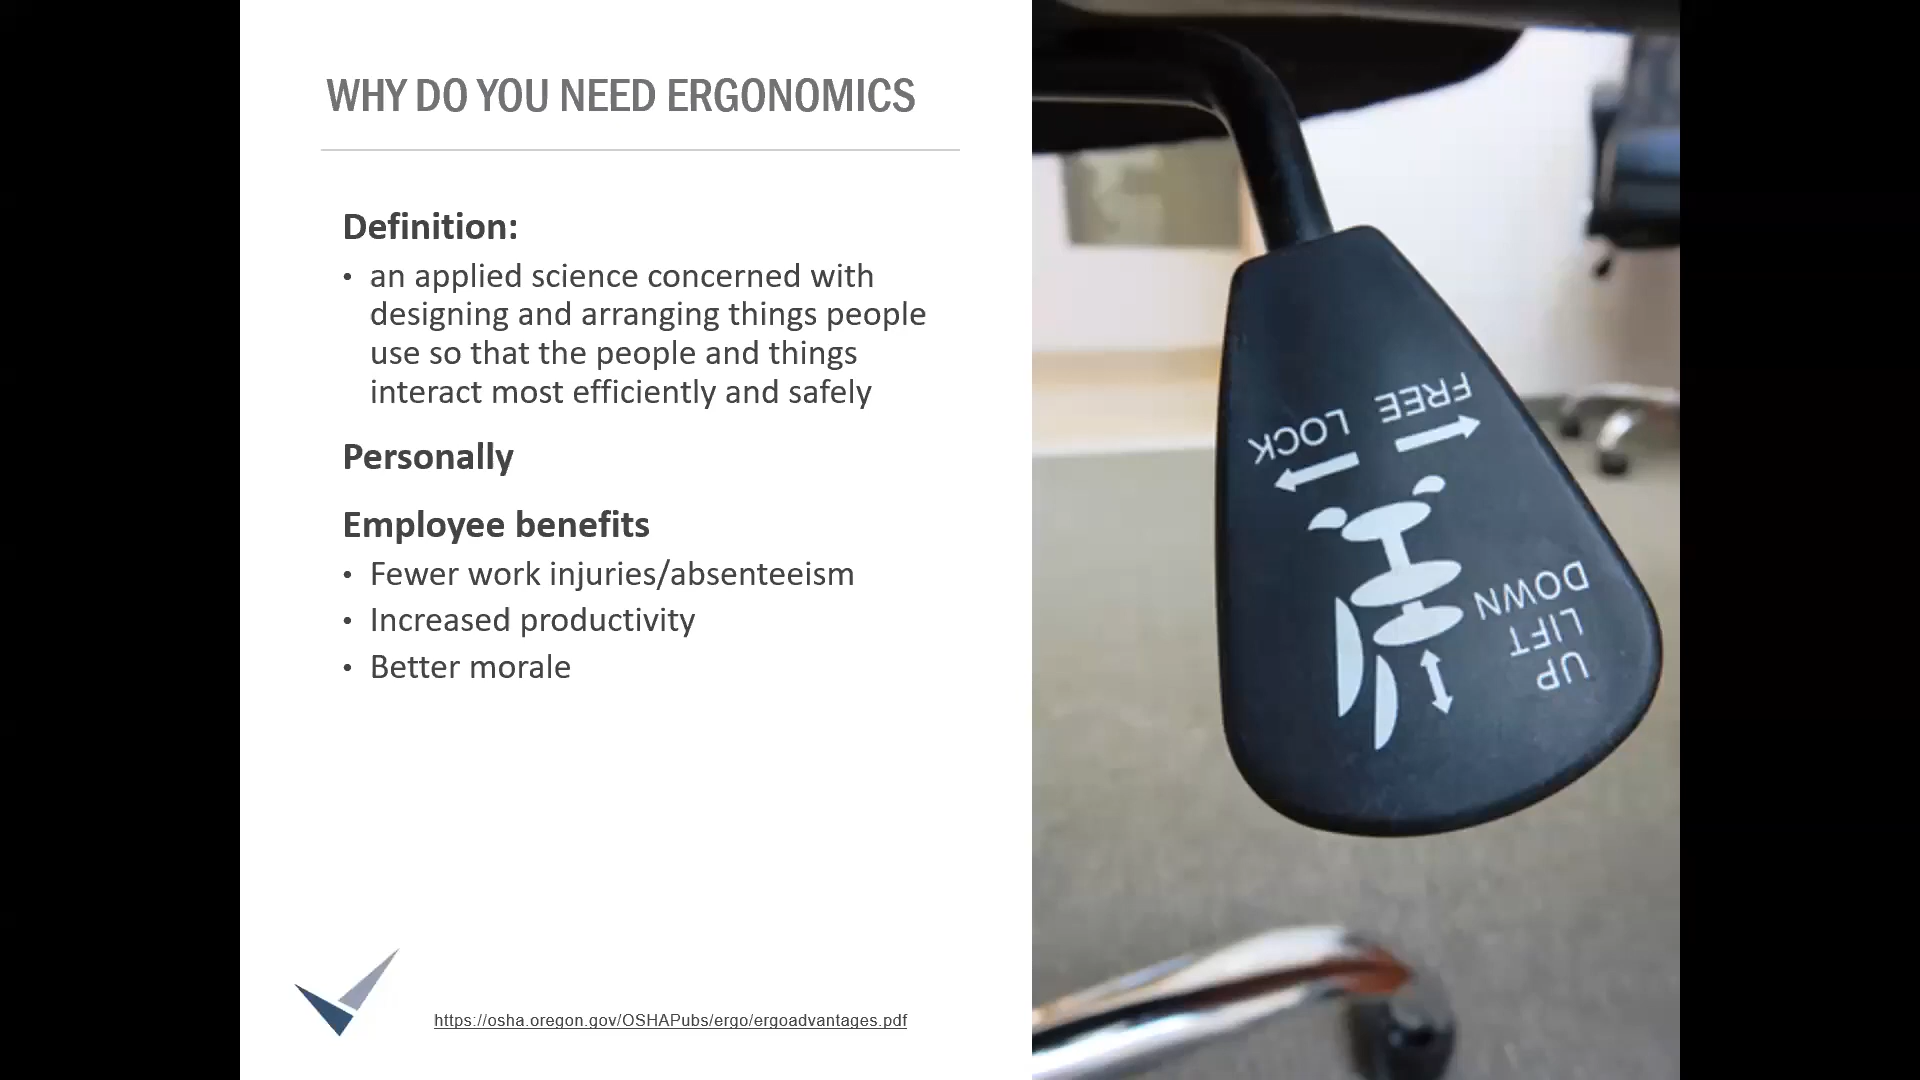 WHY DO YOU NEED ERGONOMICS
Definition:
• an applied science concerned with
designing and arranging things people
use so that the people and things
interact most efficiently and safely
Personally
Employee benefits
• Fewer work injuries/absenteeism
• Increased productivity
• Better morale
https://osha.oregon.gov/OSHAPubs/ergo/ergoadvantages.pdf
UP
LIFT
DOWN
FREE
LOCK